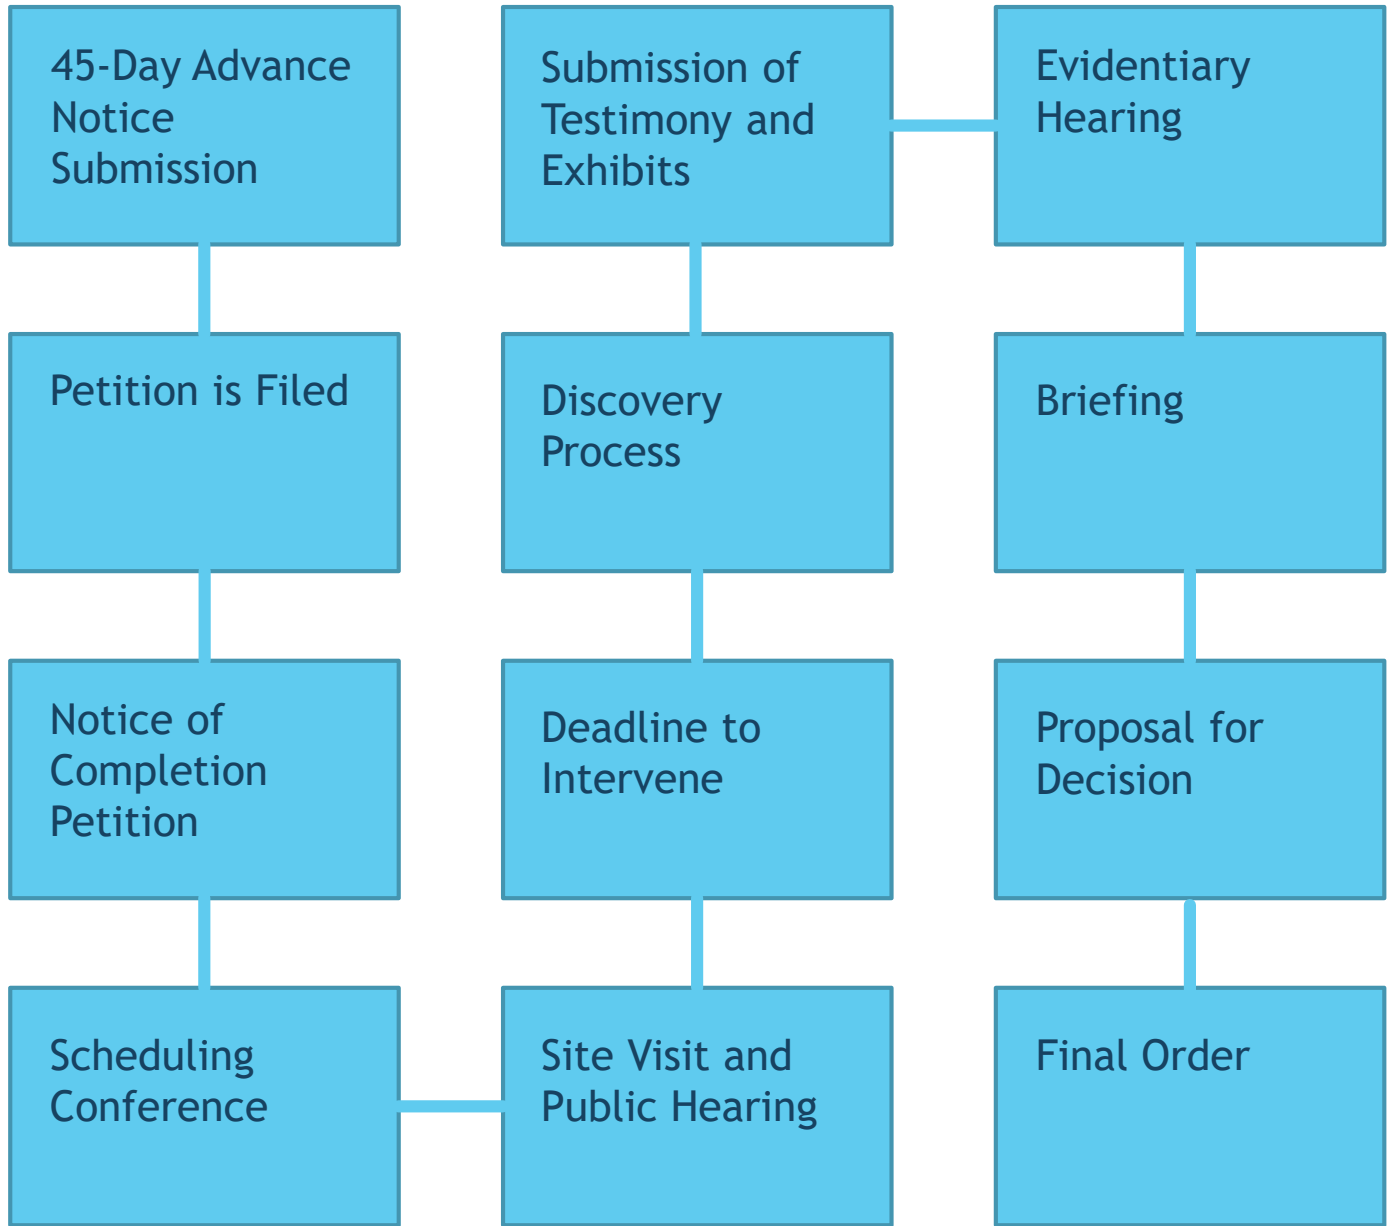 45-Day Advance
Notice
Submission
Petition is Filed
Notice of
Completion
Petition
Scheduling
Conference
Site Visit and
Public Hearing
Deadline to
Intervene
Discovery
Process
Submission of
Testimony and
Exhibits
Evidentiary
Hearing
Briefing
Proposal for
Decision
Final Order